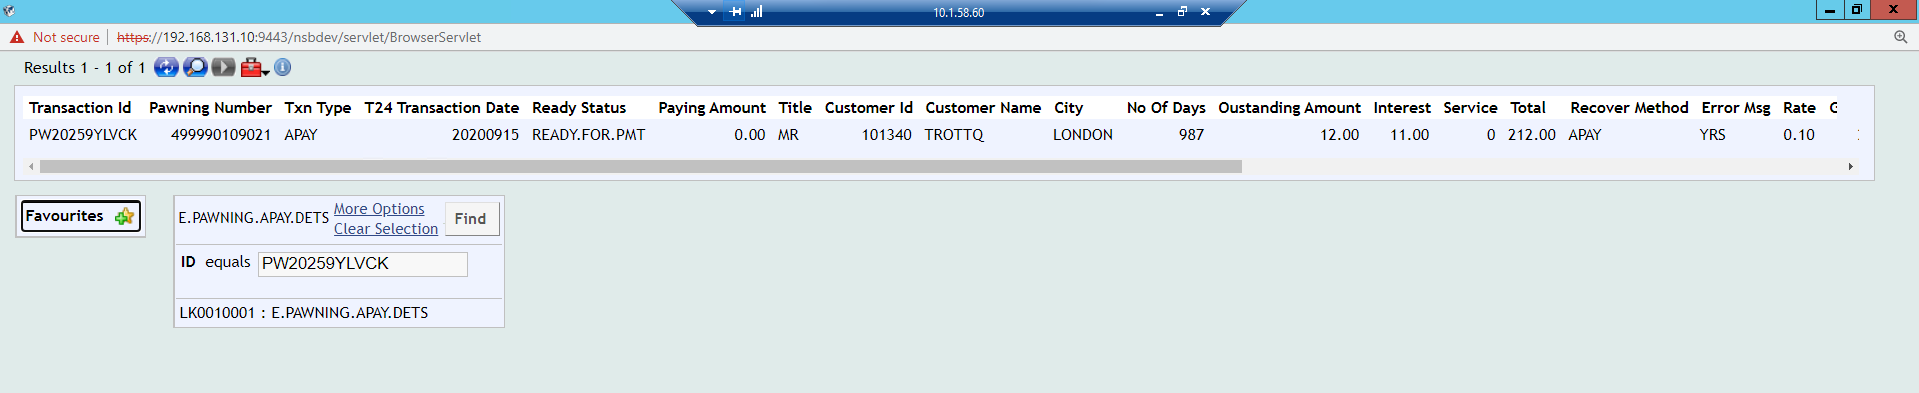 10.1.58.60
Not secure https://192.168.131.10:9443/nsbdev/servlet/BrowserServlet
Results 1 - 1 of 1
Transaction Id Pawning Number Txn Type T24 Transaction Date Ready Status Paying Amount Title Customer Id Customer Name City No Of Days Oustanding Amount Interest Service Total Recover Method Error Msg Rate
PW20259YLVCK 499990109021 APAY 20200915 READY.FOR.PMT 0.00 MR 101340 TROTTQ LONDON 987 12.00 11.00 0 212.00 APAY YRS 0.10
Favourites
E.PAWNING.APAY.DETS More Options Find
Clear Selection
ID equals PW20259YLVCK
LK0010001 : E.PAWNING.APAY.DETS